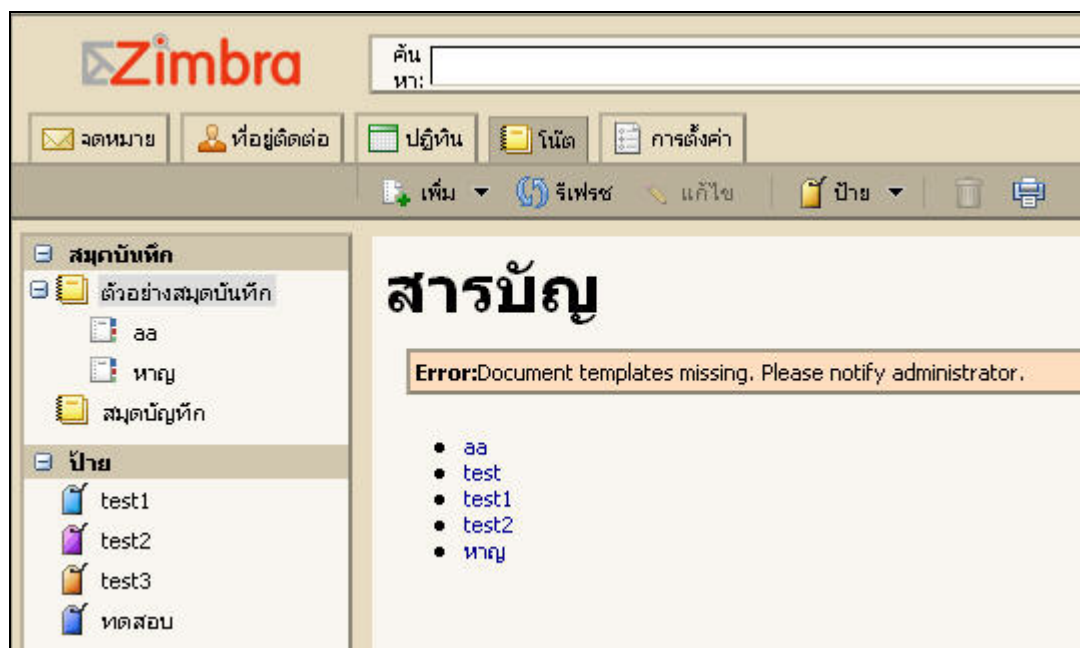 Zimbra
ค้น
หา:
จดหมาย ที่อยู่ติดต่อ ปฏิทิน โน๊ต การตั้งค่า
เพิ่ม รีเฟรช แก้ไข ป้าย
สมุดบันทึก
ตัวอย่างสมุดบันทึก
aa
หาญ
สมุดบัญทึก
ป้าย
test1
test2
test3
ทดสอบ
สารบัญ
Error:Document templates missing. Please notify administrator.
aa
test
test1
test2
หาญ